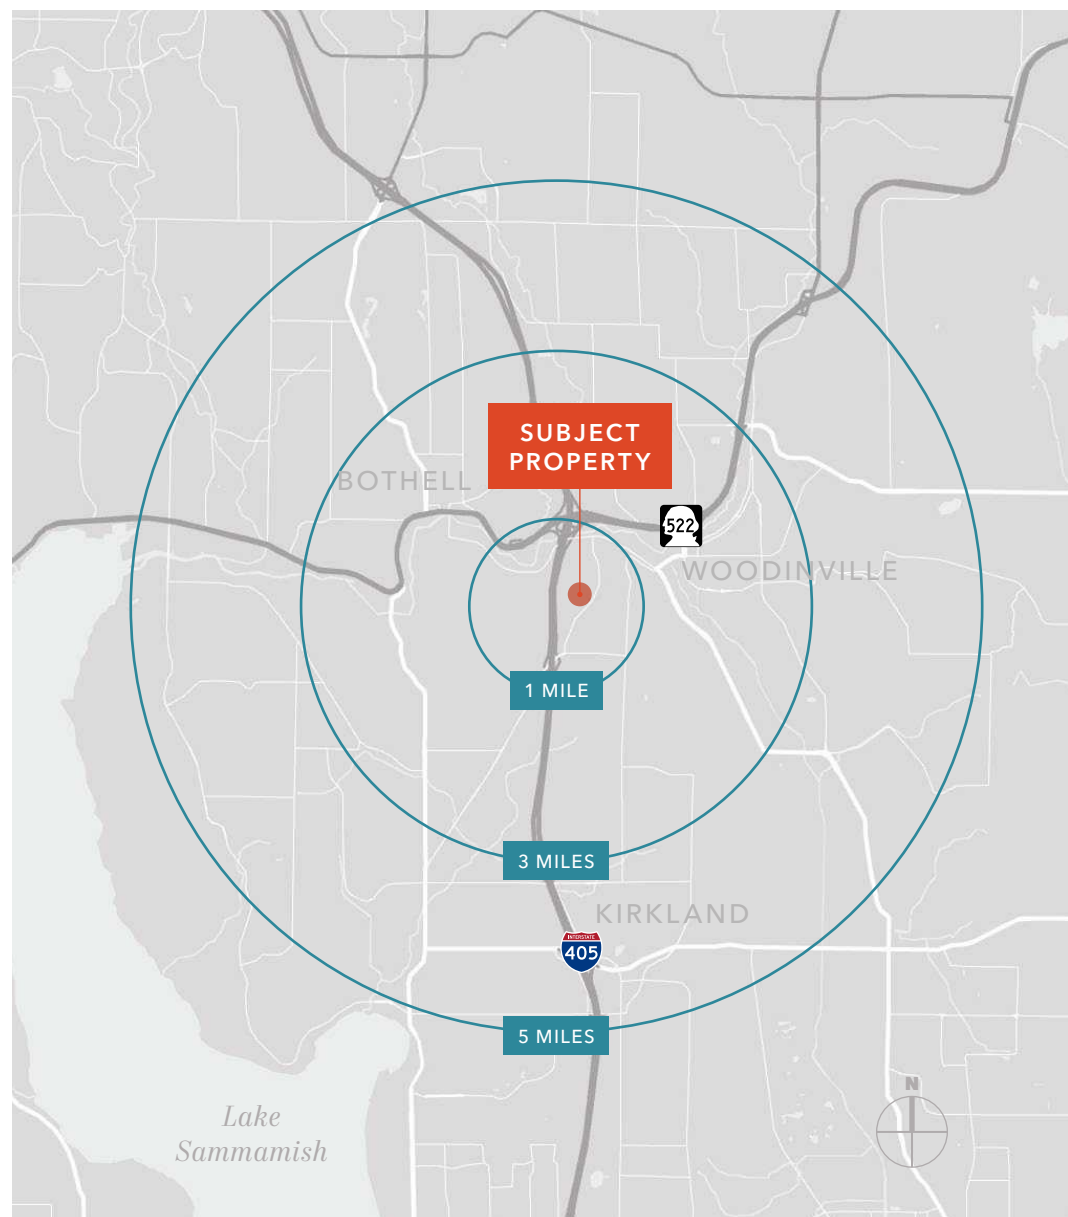 SUBJECT
PROPERTY
BOTHELL
522
WOODINVILLE
1 MILE
3 MILES
KIRKLAND
INTERSTATE
405
5 MILES
N
Lake
Sammamish